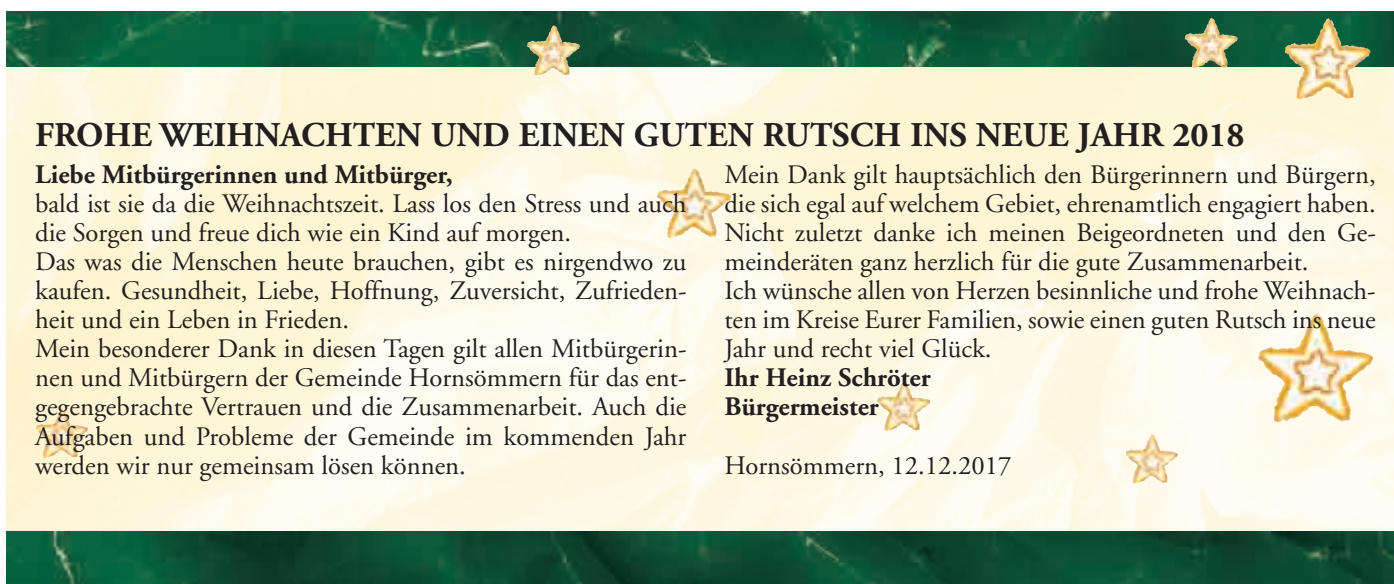 FROHE WEIHNACHTEN UND EINEN GUTEN RUTSCH INS NEUE JAHR 2018
Liebe Mitbürgerinnen und Mitbürger,
bald ist sie da die Weihnachtszeit. Lass los den Stress und auch
die Sorgen und freue dich wie ein Kind auf morgen.
Das was die Menschen heute brauchen, gibt es nirgendwo zu
kaufen. Gesundheit, Liebe, Hoffnung, Zuversicht, Zufrieden-
heit und ein Leben in Frieden.
Mein besonderer Dank in diesen Tagen gilt allen Mitbürgerin-
nen und Mitbürgern der Gemeinde Hornsömmern für das ent-
gegengebrachte Vertrauen und die Zusammenarbeit. Auch die
Aufgaben und Probleme der Gemeinde im kommenden Jahr
werden wir nur gemeinsam lösen können.
Mein Dank gilt hauptsächlich den Bürgerinnern und Bürgern,
die sich egal auf welchem Gebiet, ehrenamtlich engagiert haben.
Nicht zuletzt danke ich meinen Beigeordneten und den Ge-
meinderäten ganz herzlich für die gute Zusammenarbeit.
Ich wünsche allen von Herzen besinnliche und frohe Weihnach-
ten im Kreise Eurer Familien, sowie einen guten Rutsch ins neue
Jahr und recht viel Glück.
Ihr Heinz Schröter
Bürgermeister
Hornsömmern, 12.12.2017